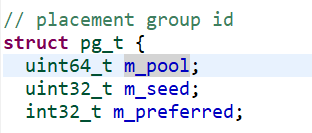 // placement group id
struct pg_t {
  uint64_t m_pool;
  uint32_t m_seed;
  int32_t m_preferred;